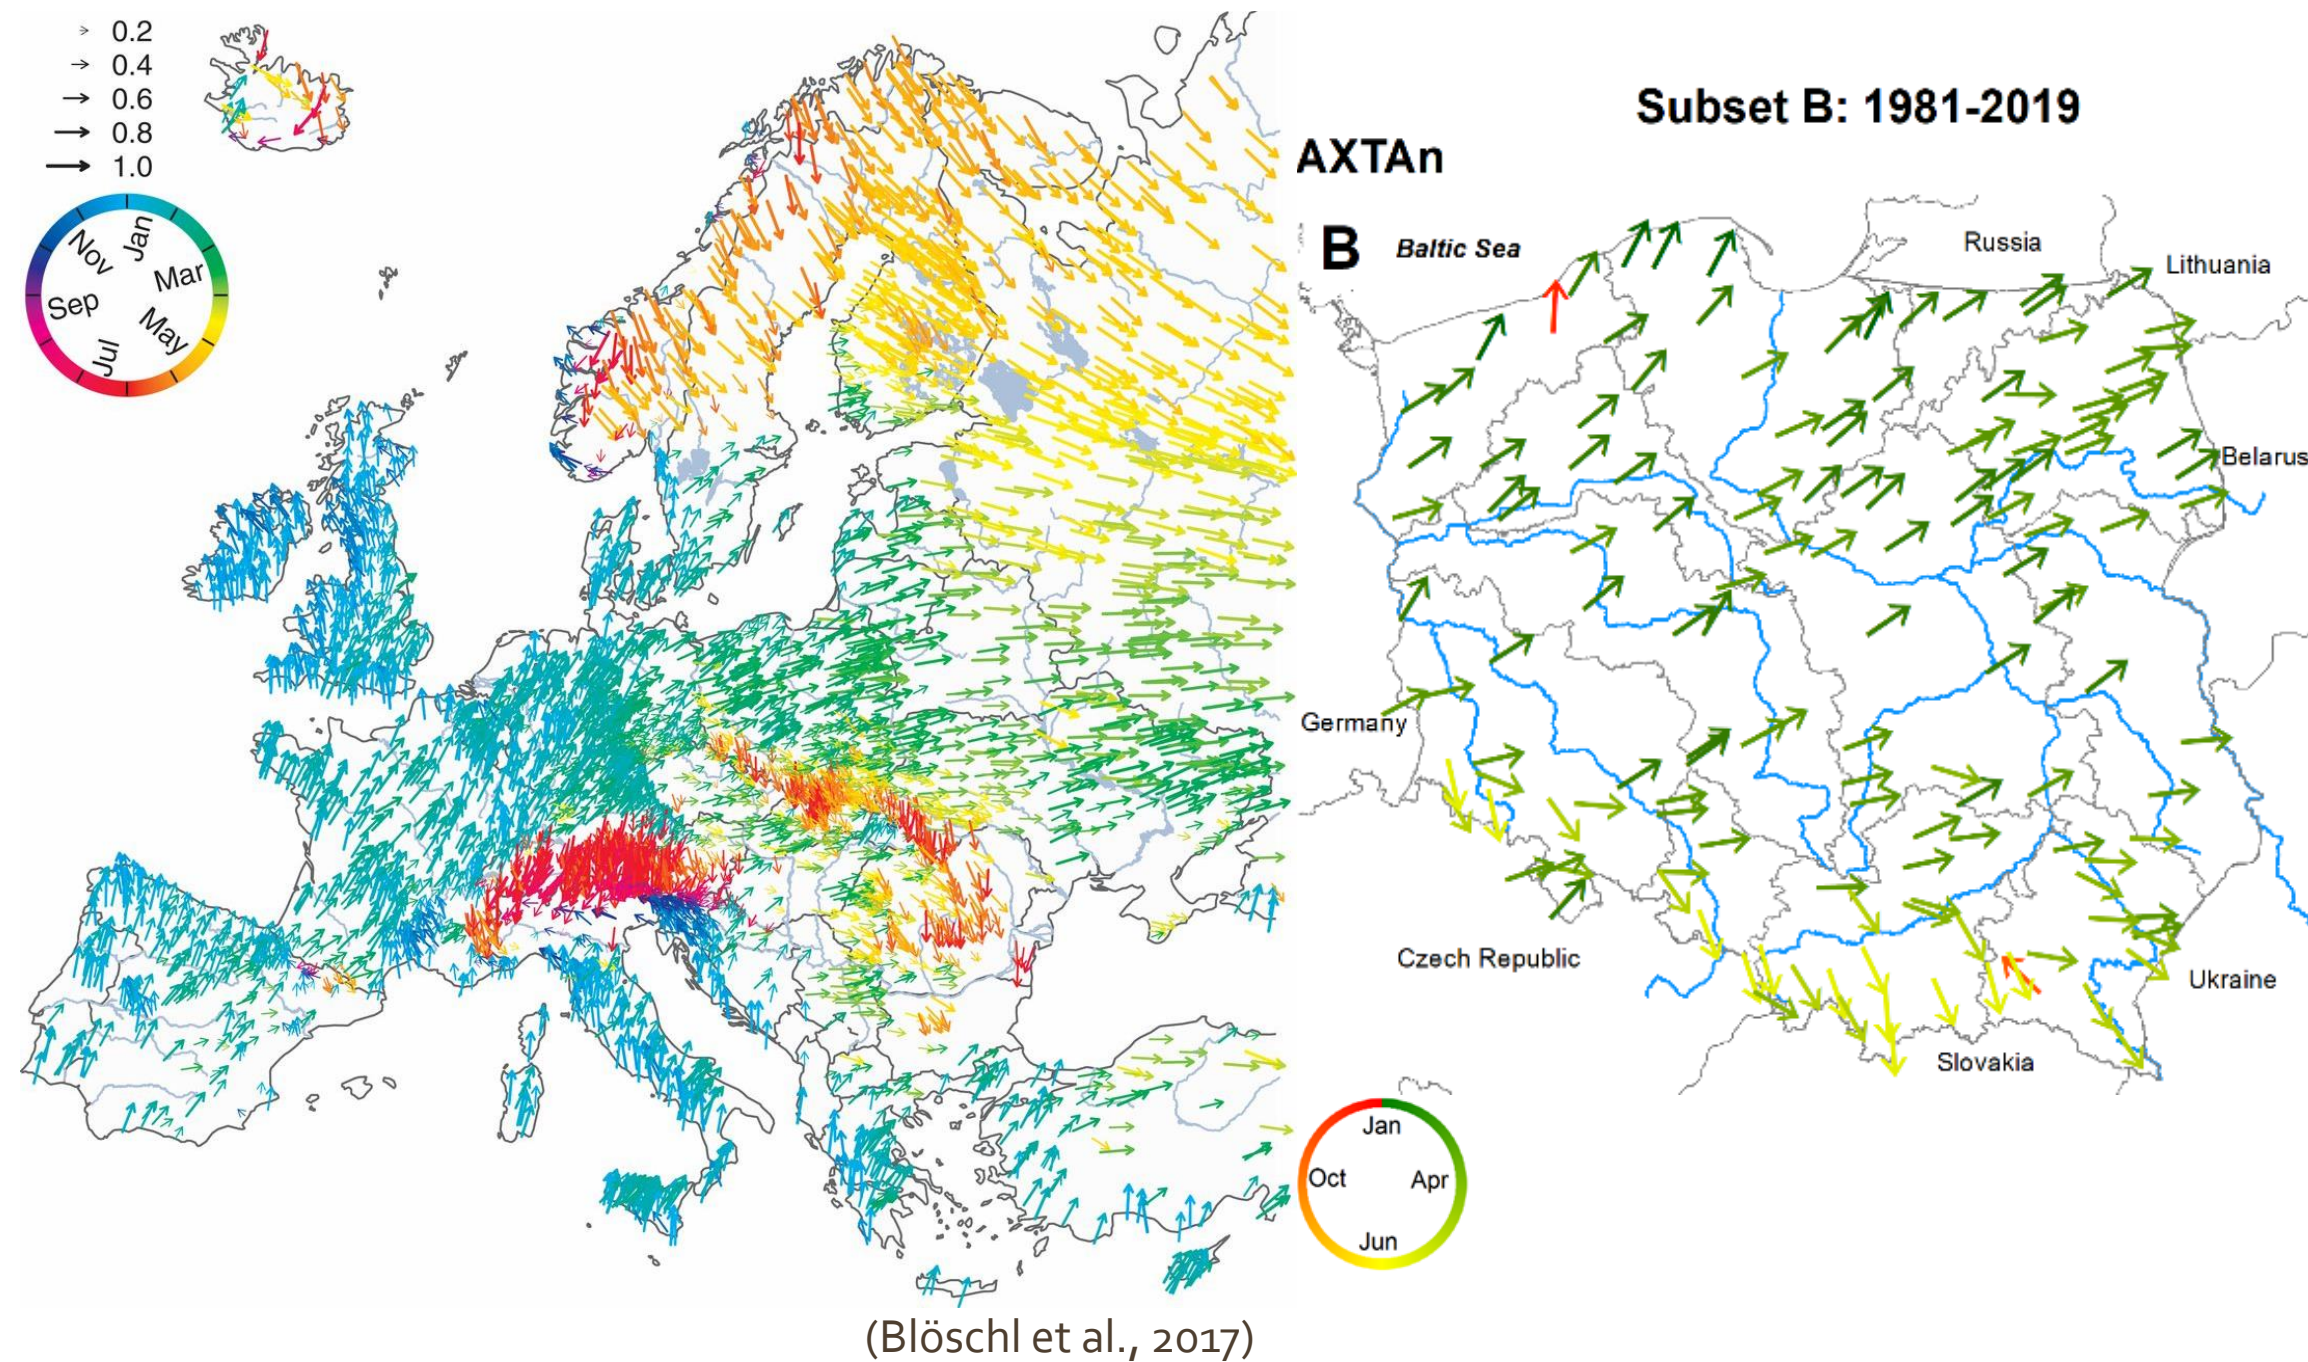 0.2
0.4
0.6
0.8
1.0
Jan
Mar
May
Jul
Sep
Nov
Subset B: 1981-2019
AXTAn
B
Baltic Sea
Russia
Lithuania
Belarus
Germany
Czech Republic
Ukraine
Slovakia
Jan
Oct
Apr
Jun
(Blöschl et al., 2017)